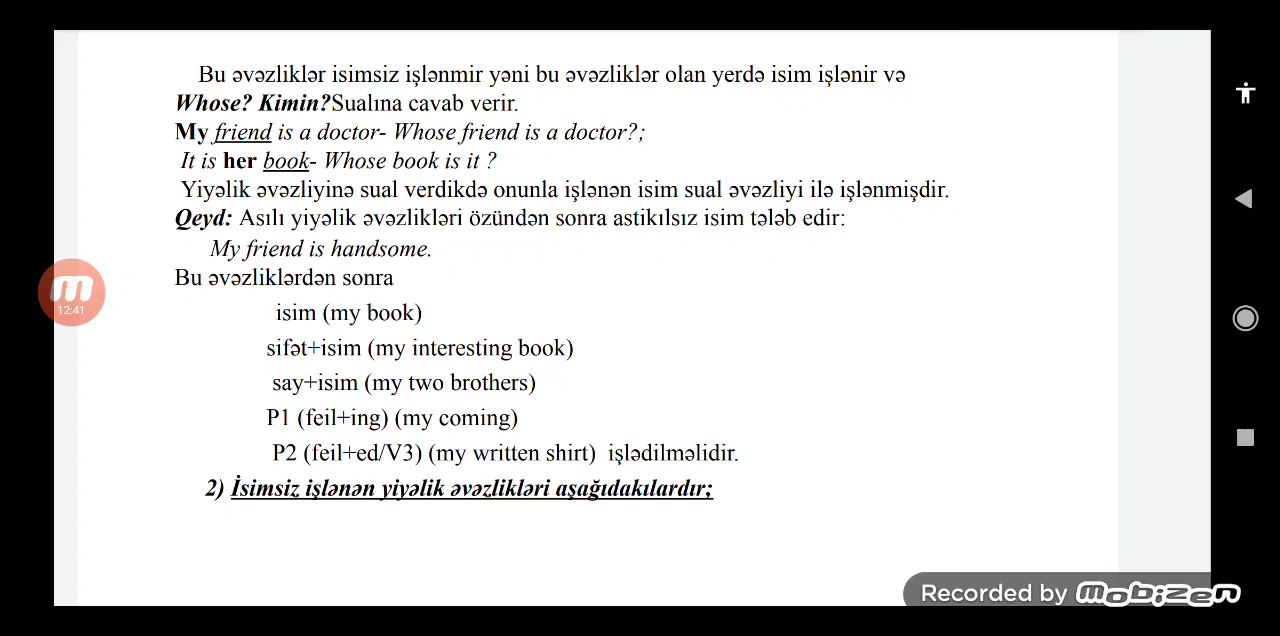 Bu əvəzliklər isimsiz işlənmir yəni bu əvəzliklər olan yerdə isim işlənir və
Whose? Kimin?Sualına cavab verir.
My friend is a doctor- Whose friend is a doctor?;
It is her book- Whose book is it ?
Yiyəlik əvəzliyinə sual verdikdə onunla işlənən isim sual əvəzliyi ilə işlənmişdir.
Qeyd: Asılı yiyəlik əvəzlikləri özündən sonra astikılsız isim tələb edir:
My friend is handsome.
Bu əvəzliklərdən sonra
isim (my book)
sifət+isim (my interesting book)
say+isim (my two brothers)
P1 (feil+ing) (my coming)
P2 (feil+ed/V3) (my written shirt) işlədilməlidir.
2) İsimsiz işlənən yiyəlik əvəzlikləri aşağıdakılardır;
m
12:41
Recorded by mobizen